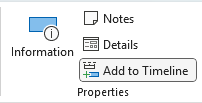 Notes
Information
Details
Add to Timeline
Properties